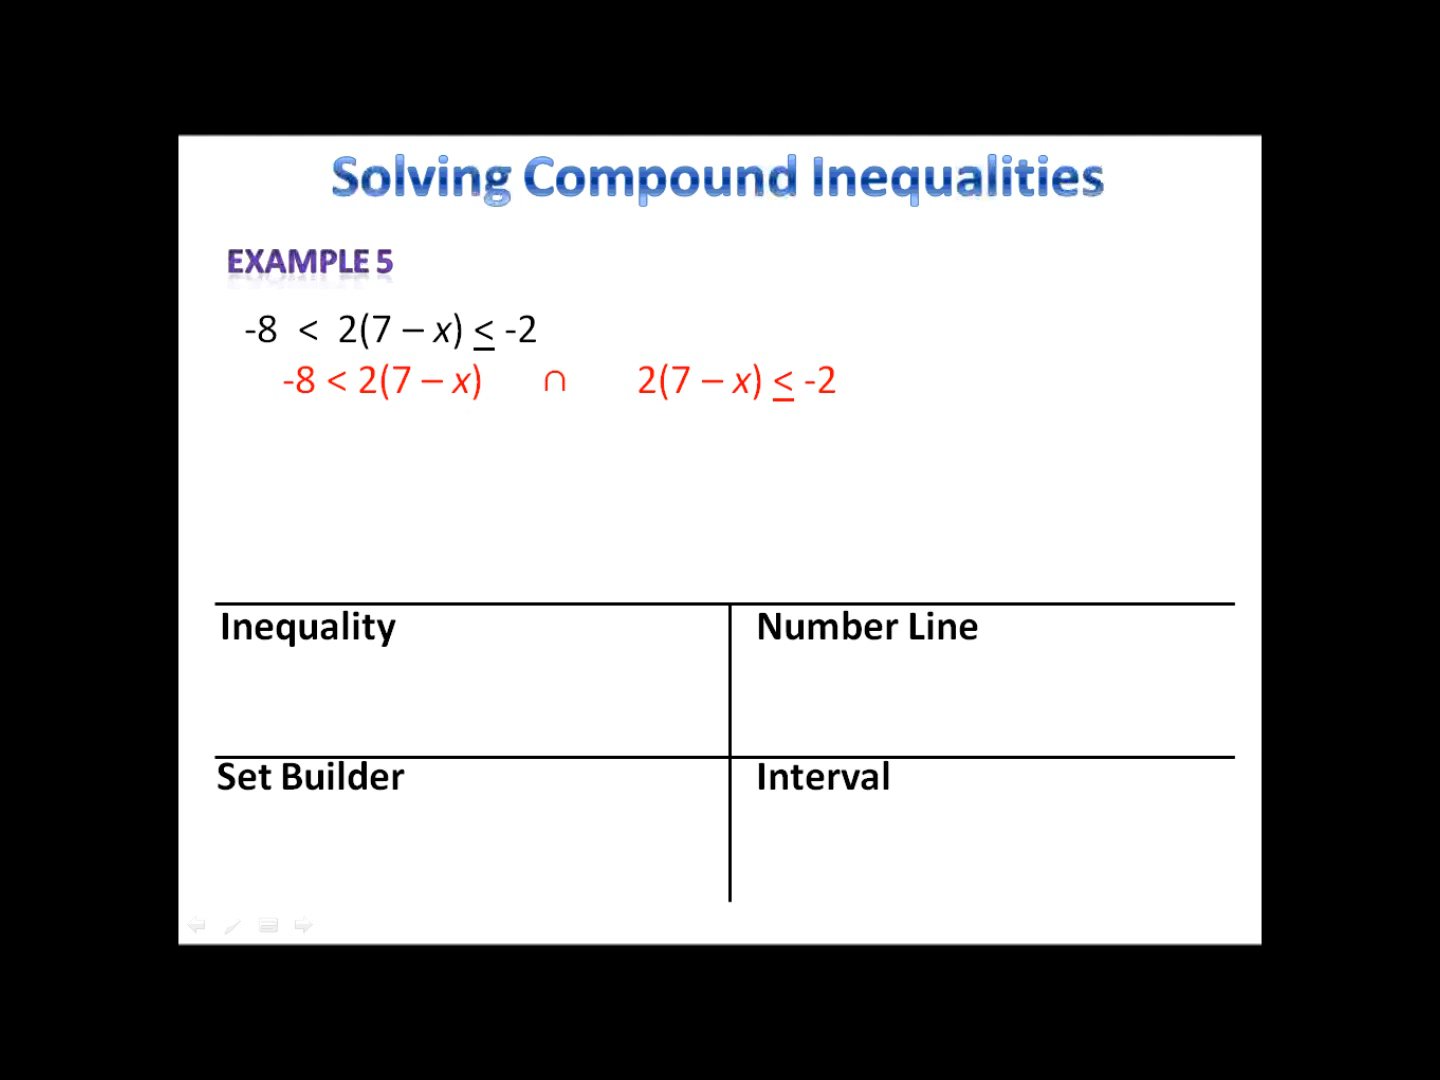 Solving Compound Inequalities
EXAMPLE 5
-8 < 2(7 – x) ≤ -2
-8 < 2(7 – x) ∩ 2(7 – x) ≤ -2
Inequality
Number Line
Set Builder
Interval